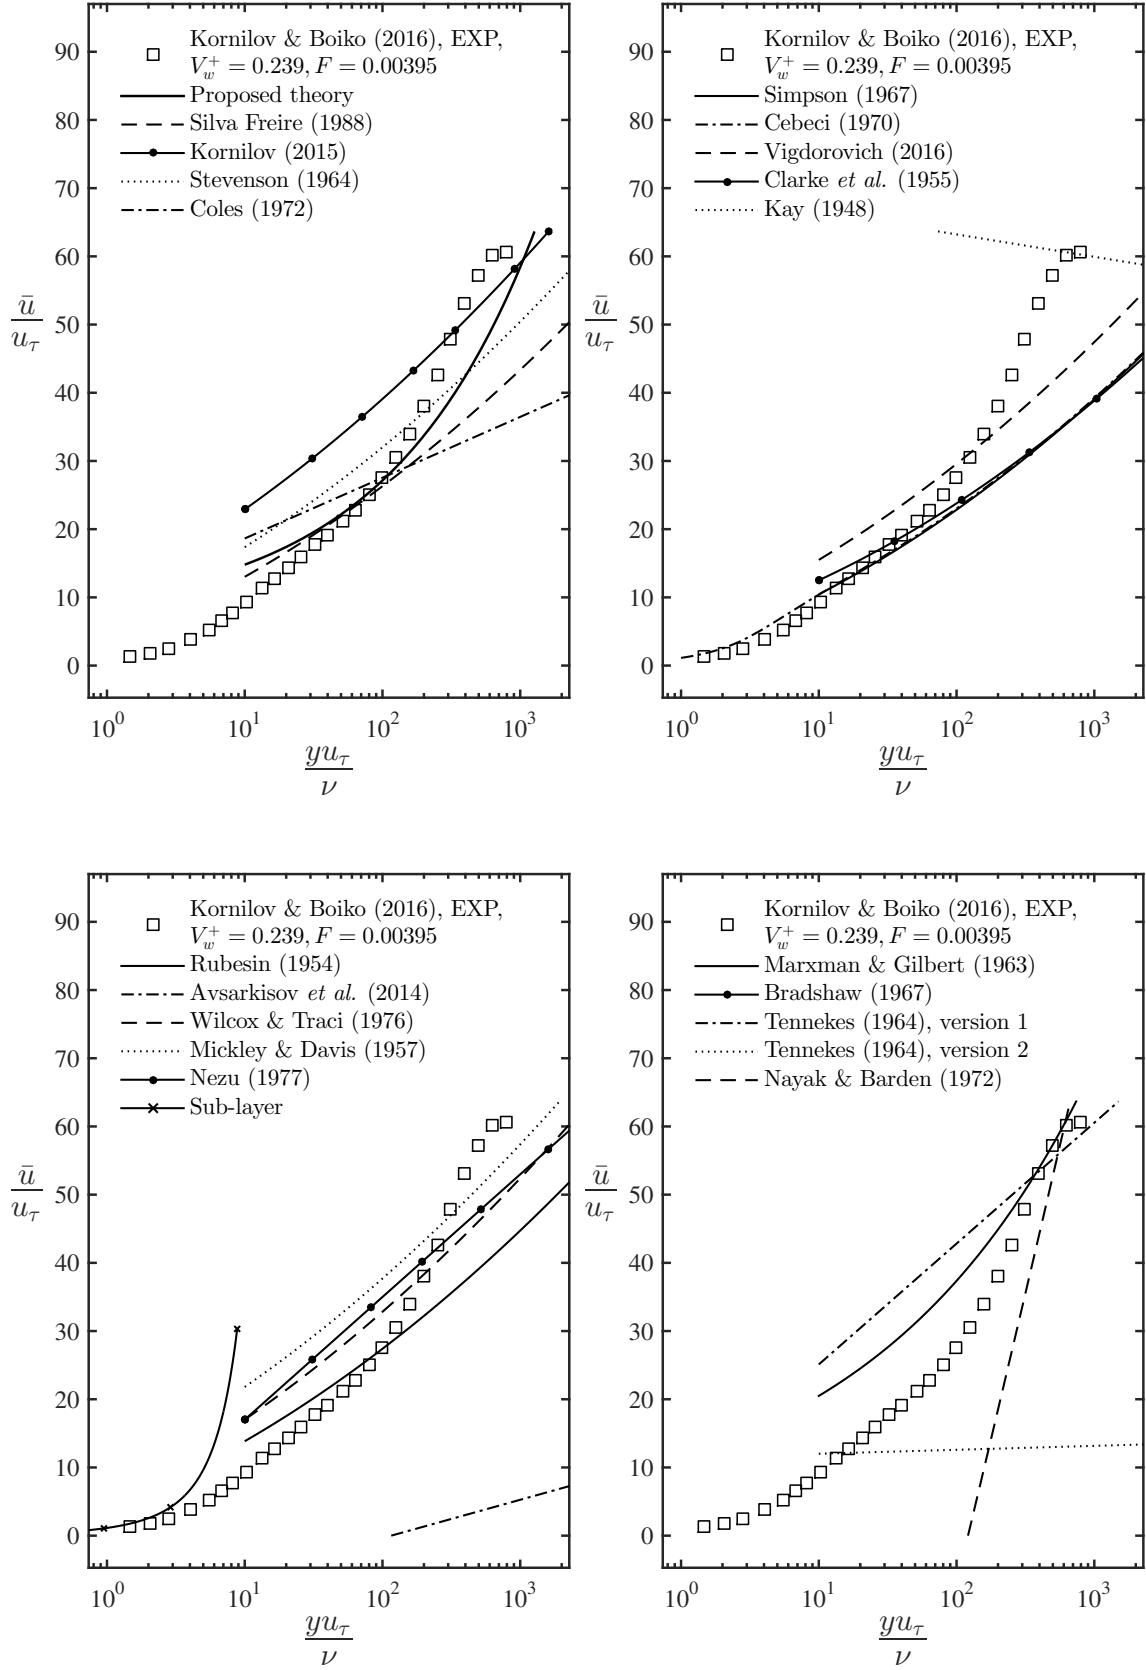 90
80
70
60
50
40
30
20
10
0
ū/u_τ
Kornilov & Boiko (2016), EXP,
V_w^+ = 0.239, F = 0.00395
Proposed theory
Silva Freire (1988)
Kornilov (2015)
Stevenson (1964)
Coles (1972)
10^0 10^1 10^2 10^3
yu_τ/ν
90
80
70
60
50
40
30
20
10
0
ū/u_τ
Kornilov & Boiko (2016), EXP,
V_w^+ = 0.239, F = 0.00395
Simpson (1967)
Cebeci (1970)
Vigdorovich (2016)
Clarke et al. (1955)
Kay (1948)
10^0 10^1 10^2 10^3
yu_τ/ν
90
80
70
60
50
40
30
20
10
0
ū/u_τ
Kornilov & Boiko (2016), EXP,
V_w^+ = 0.239, F = 0.00395
Rubesin (1954)
Avsarkisov et al. (2014)
Wilcox & Traci (1976)
Mickley & Davis (1957)
Nezu (1977)
Sub-layer
10^0 10^1 10^2 10^3
yu_τ/ν
90
80
70
60
50
40
30
20
10
0
ū/u_τ
Kornilov & Boiko (2016), EXP,
V_w^+ = 0.239, F = 0.00395
Marxman & Gilbert (1963)
Bradshaw (1967)
Tennekes (1964), version 1
Tennekes (1964), version 2
Nayak & Barden (1972)
10^0 10^1 10^2 10^3
yu_τ/ν